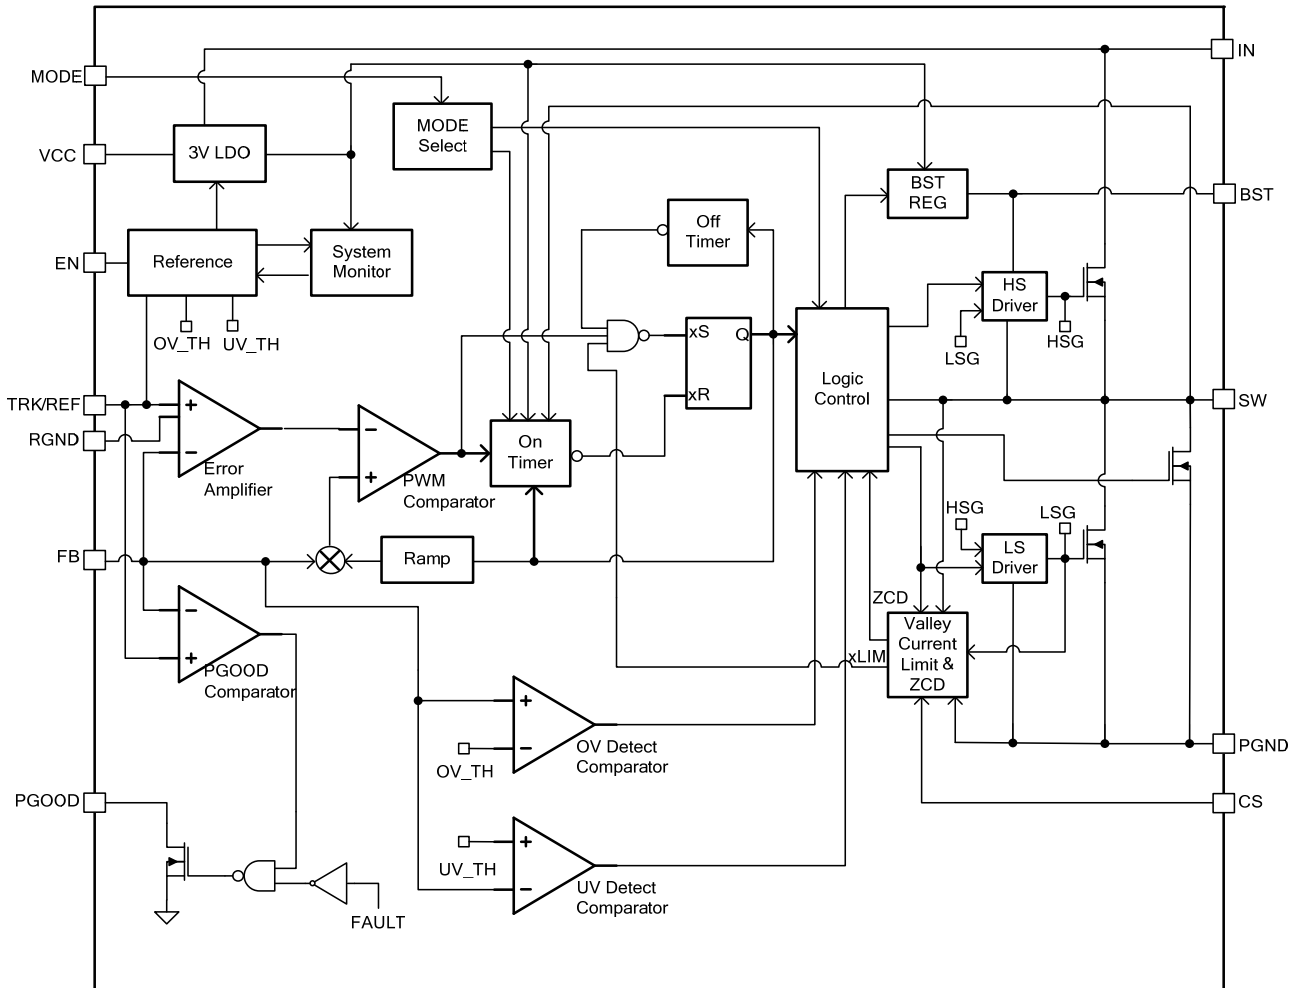 IN
MODE
MODE
Select
VCC
3V LDO
BST
REG
BST
Off
Timer
EN
Reference
System
Monitor
HS
Driver
OV_TH
UV_TH
xS
Q
LSG
HSG
TRK/REF
+
Logic
Control
xR
SW
RGND
−
−
On
Timer
Error
Amplifier
+
PWM
Comparator
HSG
LSG
FB
Ramp
LS
Driver
ZCD
−
Valley
Current
Limit &
ZCD
xLIM
+
PGOOD
Comparator
+
−
OV_TH
OV Detect
Comparator
PGND
PGOOD
CS
+
UV_TH
−
UV Detect
Comparator
FAULT